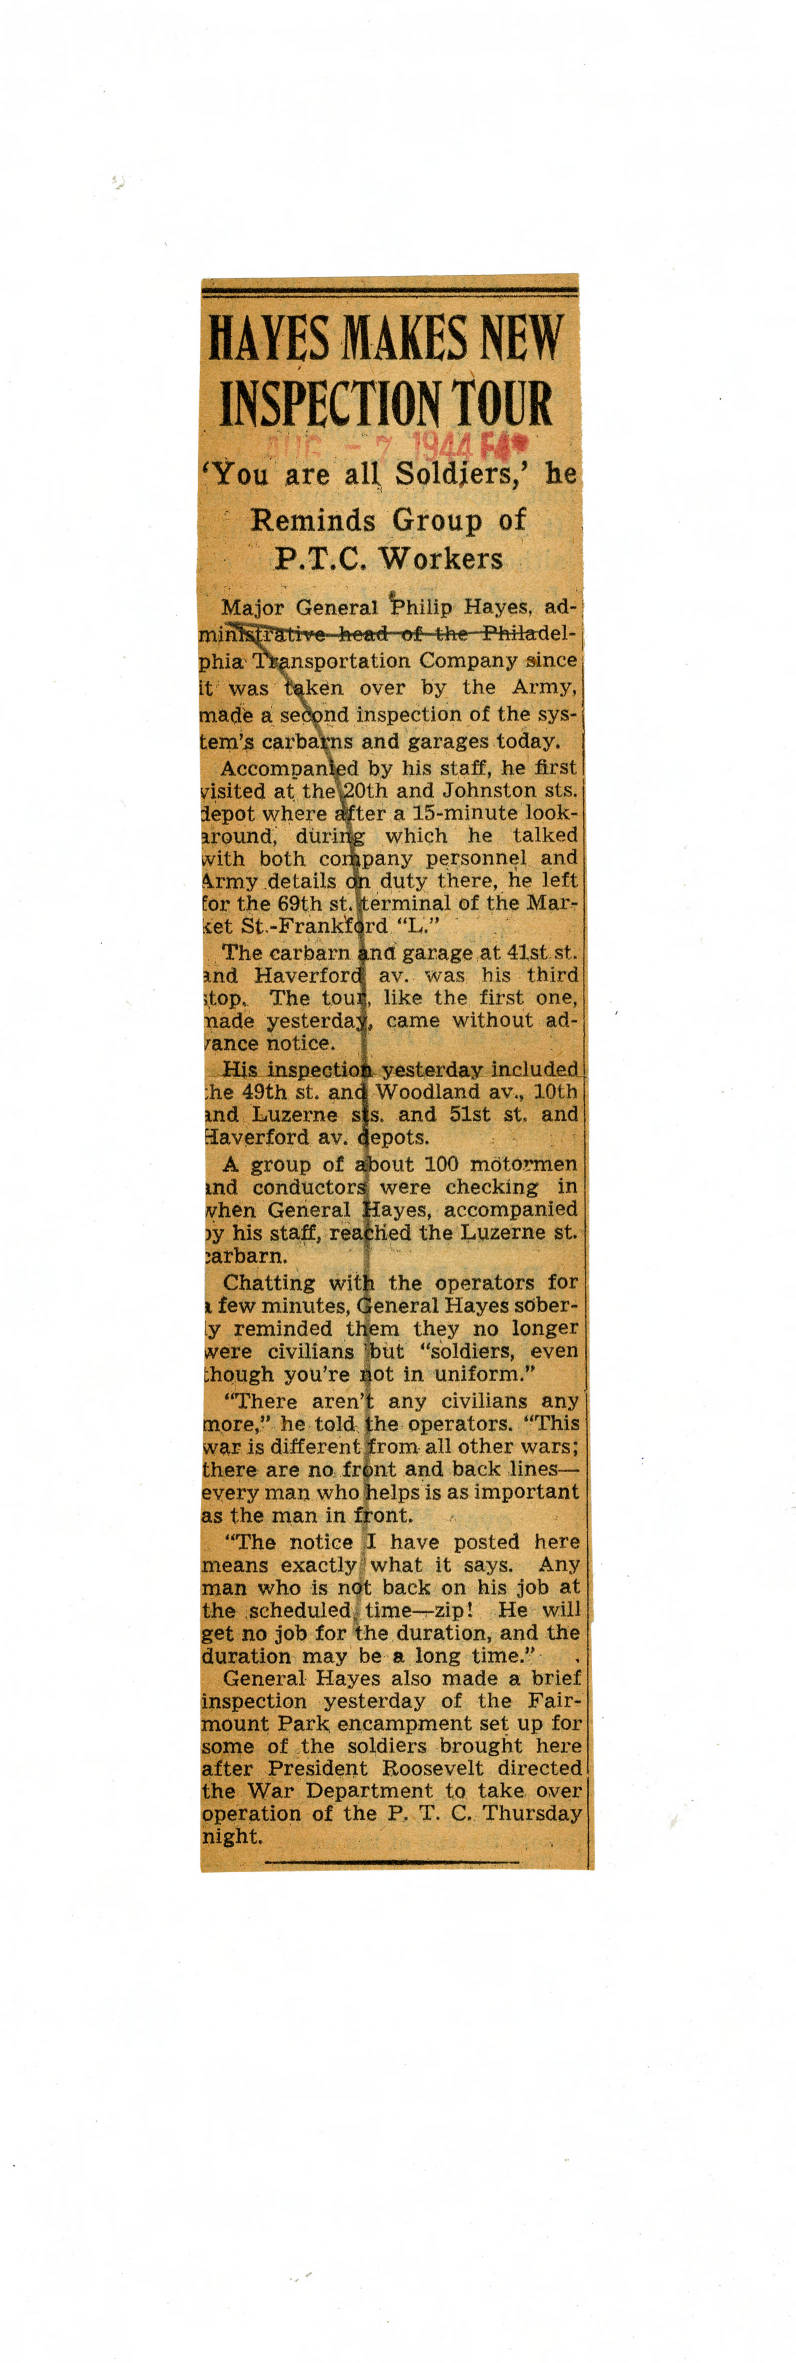 HAYES MAKES NEW
INSPECTION TOUR
AUG - 7 1944 F4*
'You are all Soldiers,' he
Reminds Group of
P.T.C. Workers
Major General Philip Hayes, ad-
ministrative head of the Philadel-
phia Transportation Company since
it was taken over by the Army,
made a second inspection of the sys-
tem's carbarns and garages today.
Accompanied by his staff, he first
visited at the 20th and Johnston sts.
depot where after a 15-minute look-
around, during which he talked
with both company personnel and
Army details on duty there, he left
for the 69th st. terminal of the Mar-
ket St.-Frankford "L."
The carbarn and garage at 41st st.
and Haverford av. was his third
stop. The tour, like the first one,
made yesterday, came without ad-
vance notice.
His inspection yesterday included
the 49th st. and Woodland av., 10th
and Luzerne sts. and 51st st. and
Haverford av. depots.
A group of about 100 motormen
and conductors were checking in
when General Hayes, accompanied
by his staff, reached the Luzerne st.
carbarn.
Chatting with the operators for
a few minutes, General Hayes sober-
ly reminded them they no longer
were civilians but "soldiers, even
though you're not in uniform."
"There aren't any civilians any
more," he told the operators. "This
war is different from all other wars;
there are no front and back lines—
every man who helps is as important
as the man in front.
"The notice I have posted here
means exactly what it says. Any
man who is not back on his job at
the scheduled time—zip! He will
get no job for the duration, and the
duration may be a long time."
General Hayes also made a brief
inspection yesterday of the Fair-
mount Park encampment set up for
some of the soldiers brought here
after President Roosevelt directed
the War Department to take over
operation of the P. T. C. Thursday
night.